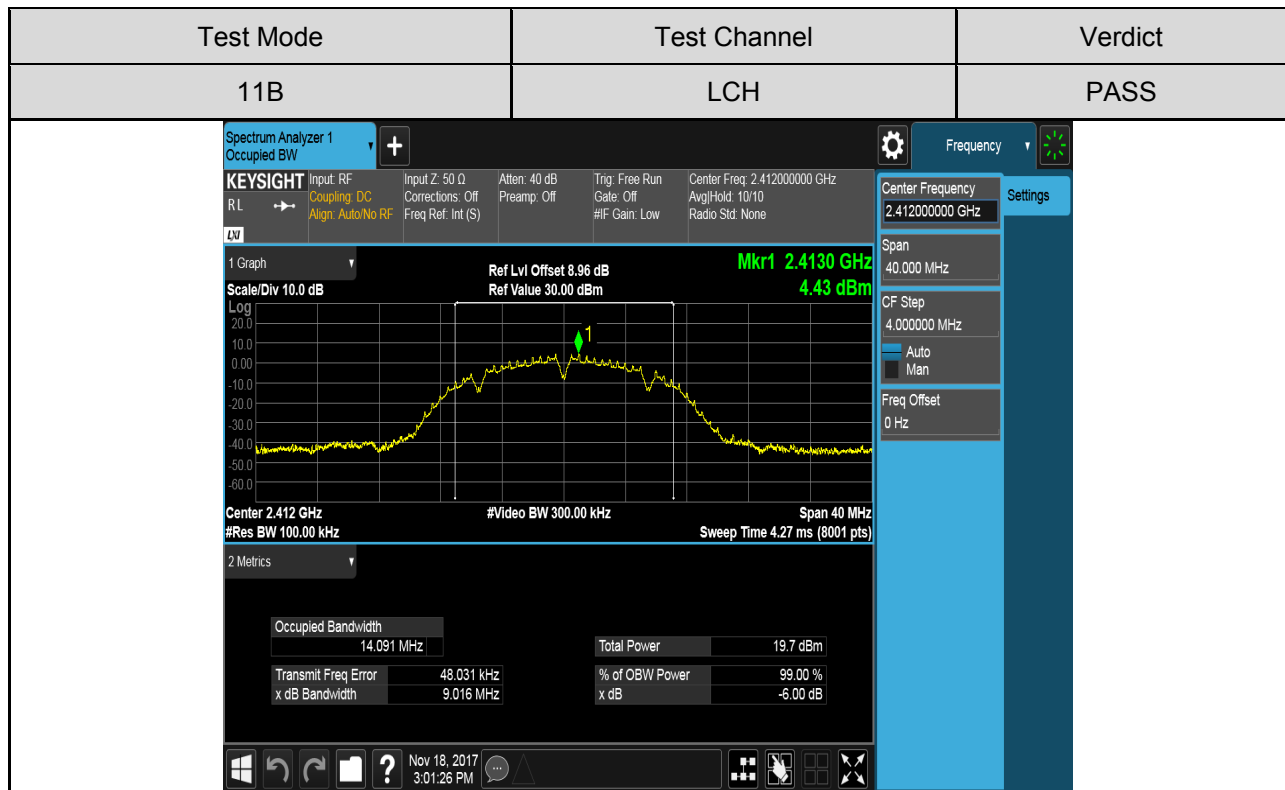 Test Mode Test Channel Verdict
11B LCH PASS
Spectrum Analyzer 1
Occupied BW
+
Frequency
KEYSIGHT
RL
LXI
Input: RF
Coupling: DC
Align: Auto/No RF
Input Z: 50 Ω
Corrections: Off
Freq Ref: Int (S)
Atten: 40 dB
Preamp: Off
Trig: Free Run
Gate: Off
#IF Gain: Low
Center Freq: 2.412000000 GHz
Avg|Hold: 10/10
Radio Std: None
Center Frequency
2.412000000 GHz
Settings
Span
40.000 MHz
CF Step
4.000000 MHz
Auto
Man
Freq Offset
0 Hz
1 Graph
Scale/Div 10.0 dB
Ref Lvl Offset 8.96 dB
Ref Value 30.00 dBm
Mkr1 2.4130 GHz
4.43 dBm
Log
20.0
10.0
0.00
-10.0
-20.0
-30.0
-40.0
-50.0
-60.0
1
Center 2.412 GHz
#Res BW 100.00 kHz
#Video BW 300.00 kHz
Span 40 MHz
Sweep Time 4.27 ms (8001 pts)
2 Metrics
Occupied Bandwidth
14.091 MHz
Total Power 19.7 dBm
Transmit Freq Error 48.031 kHz
% of OBW Power 99.00 %
x dB Bandwidth 9.016 MHz
x dB -6.00 dB
?
Nov 18, 2017
3:01:26 PM